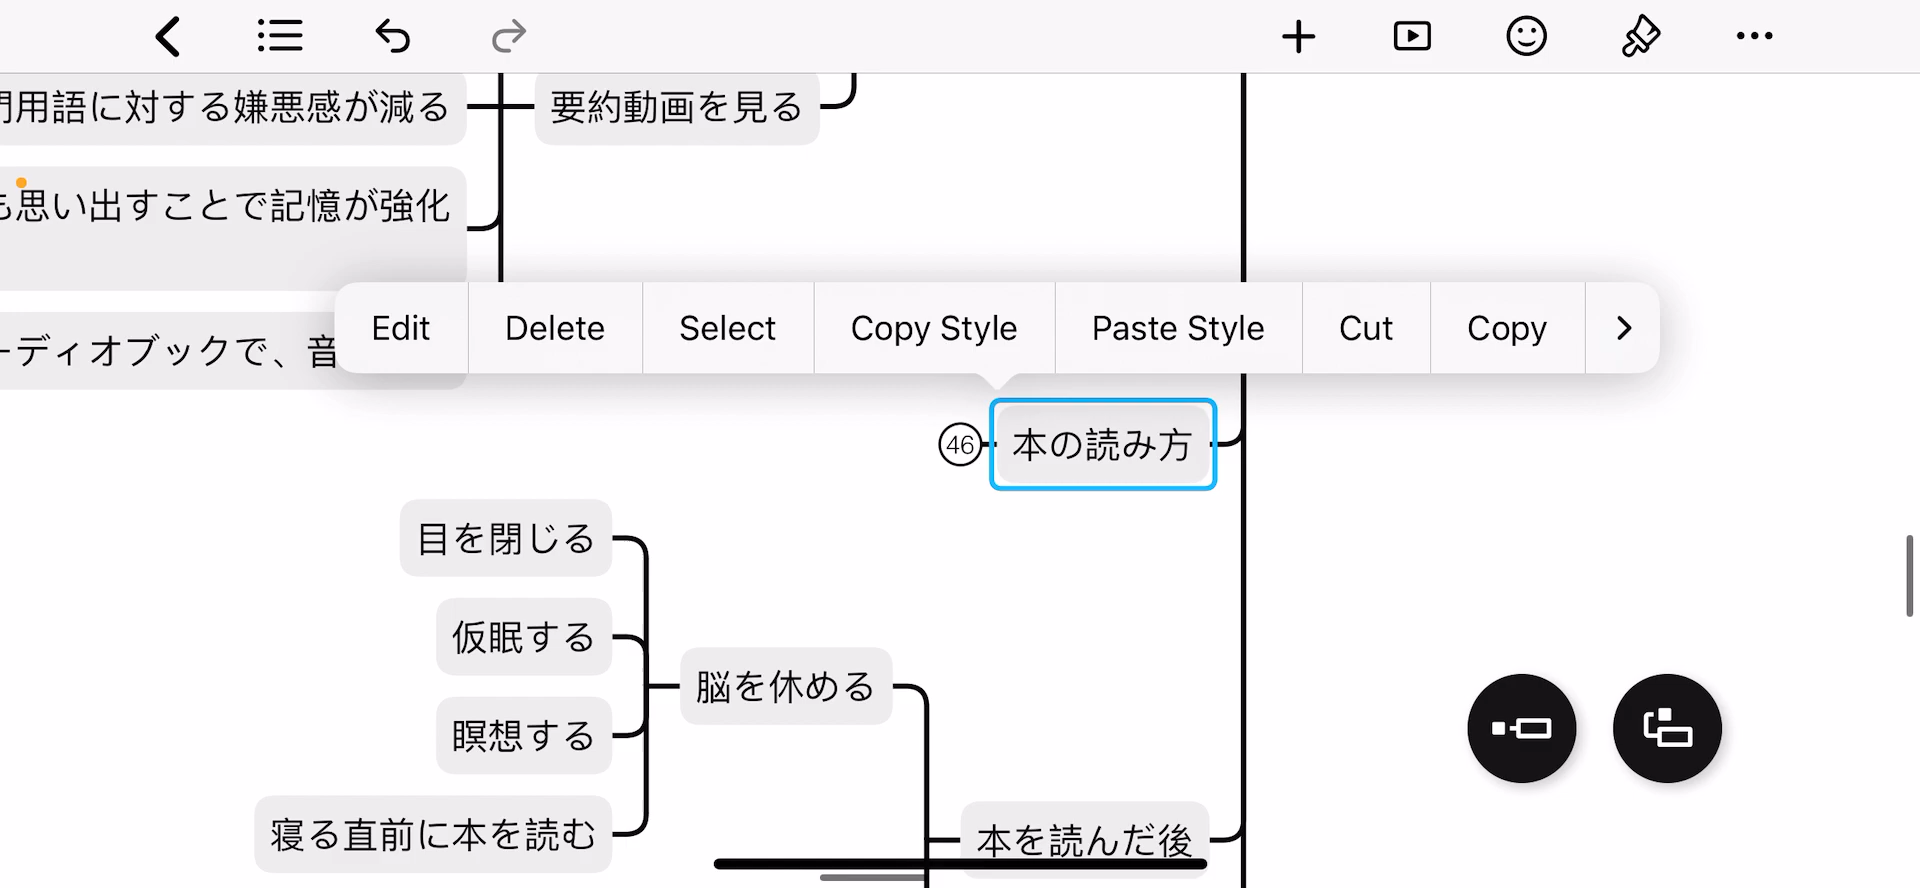 門用語に対する嫌悪感が減る
要約動画を見る
も思い出すことで記憶が強化
ーディオブックで、音
Edit
Delete
Select
Copy Style
Paste Style
Cut
Copy
46
本の読み方
目を閉じる
仮眠する
脳を休める
瞑想する
寝る直前に本を読む
本を読んだ後